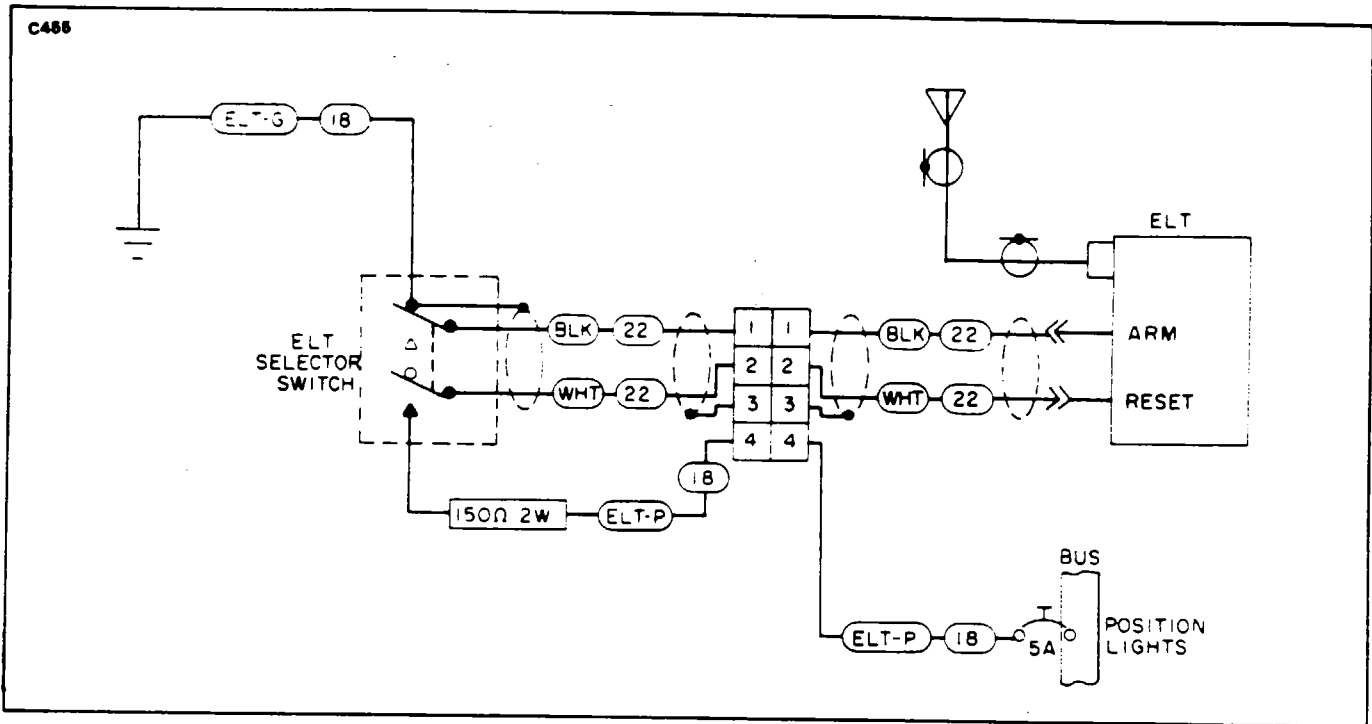 C455
ELT-G 18
ELT
ELT
SELECTOR
SWITCH
BLK 22
1 1
BLK 22
ARM
2 2
WHT 22
3 3
WHT 22
RESET
4 4
18
150Ω 2W
ELT-P
BUS
ELT-P 18
5A
POSITION
LIGHTS